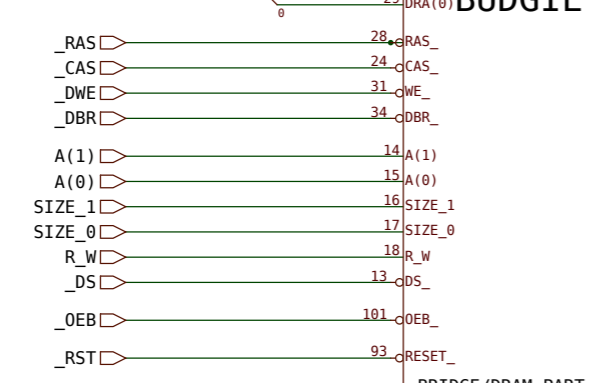 DRA(0) BUDGIE
0
_RAS 28 RAS_
_CAS 24 CAS_
_DWE 31 WE_
_DBR 34 DBR_
A(1) 14 A(1)
A(0) 15 A(0)
SIZE_1 16 SIZE_1
SIZE_0 17 SIZE_0
R_W 18 R_W
_DS 13 DS_
_OEB 101 OEB_
_RST 93 RESET_
BRIDGE/DRAM PART